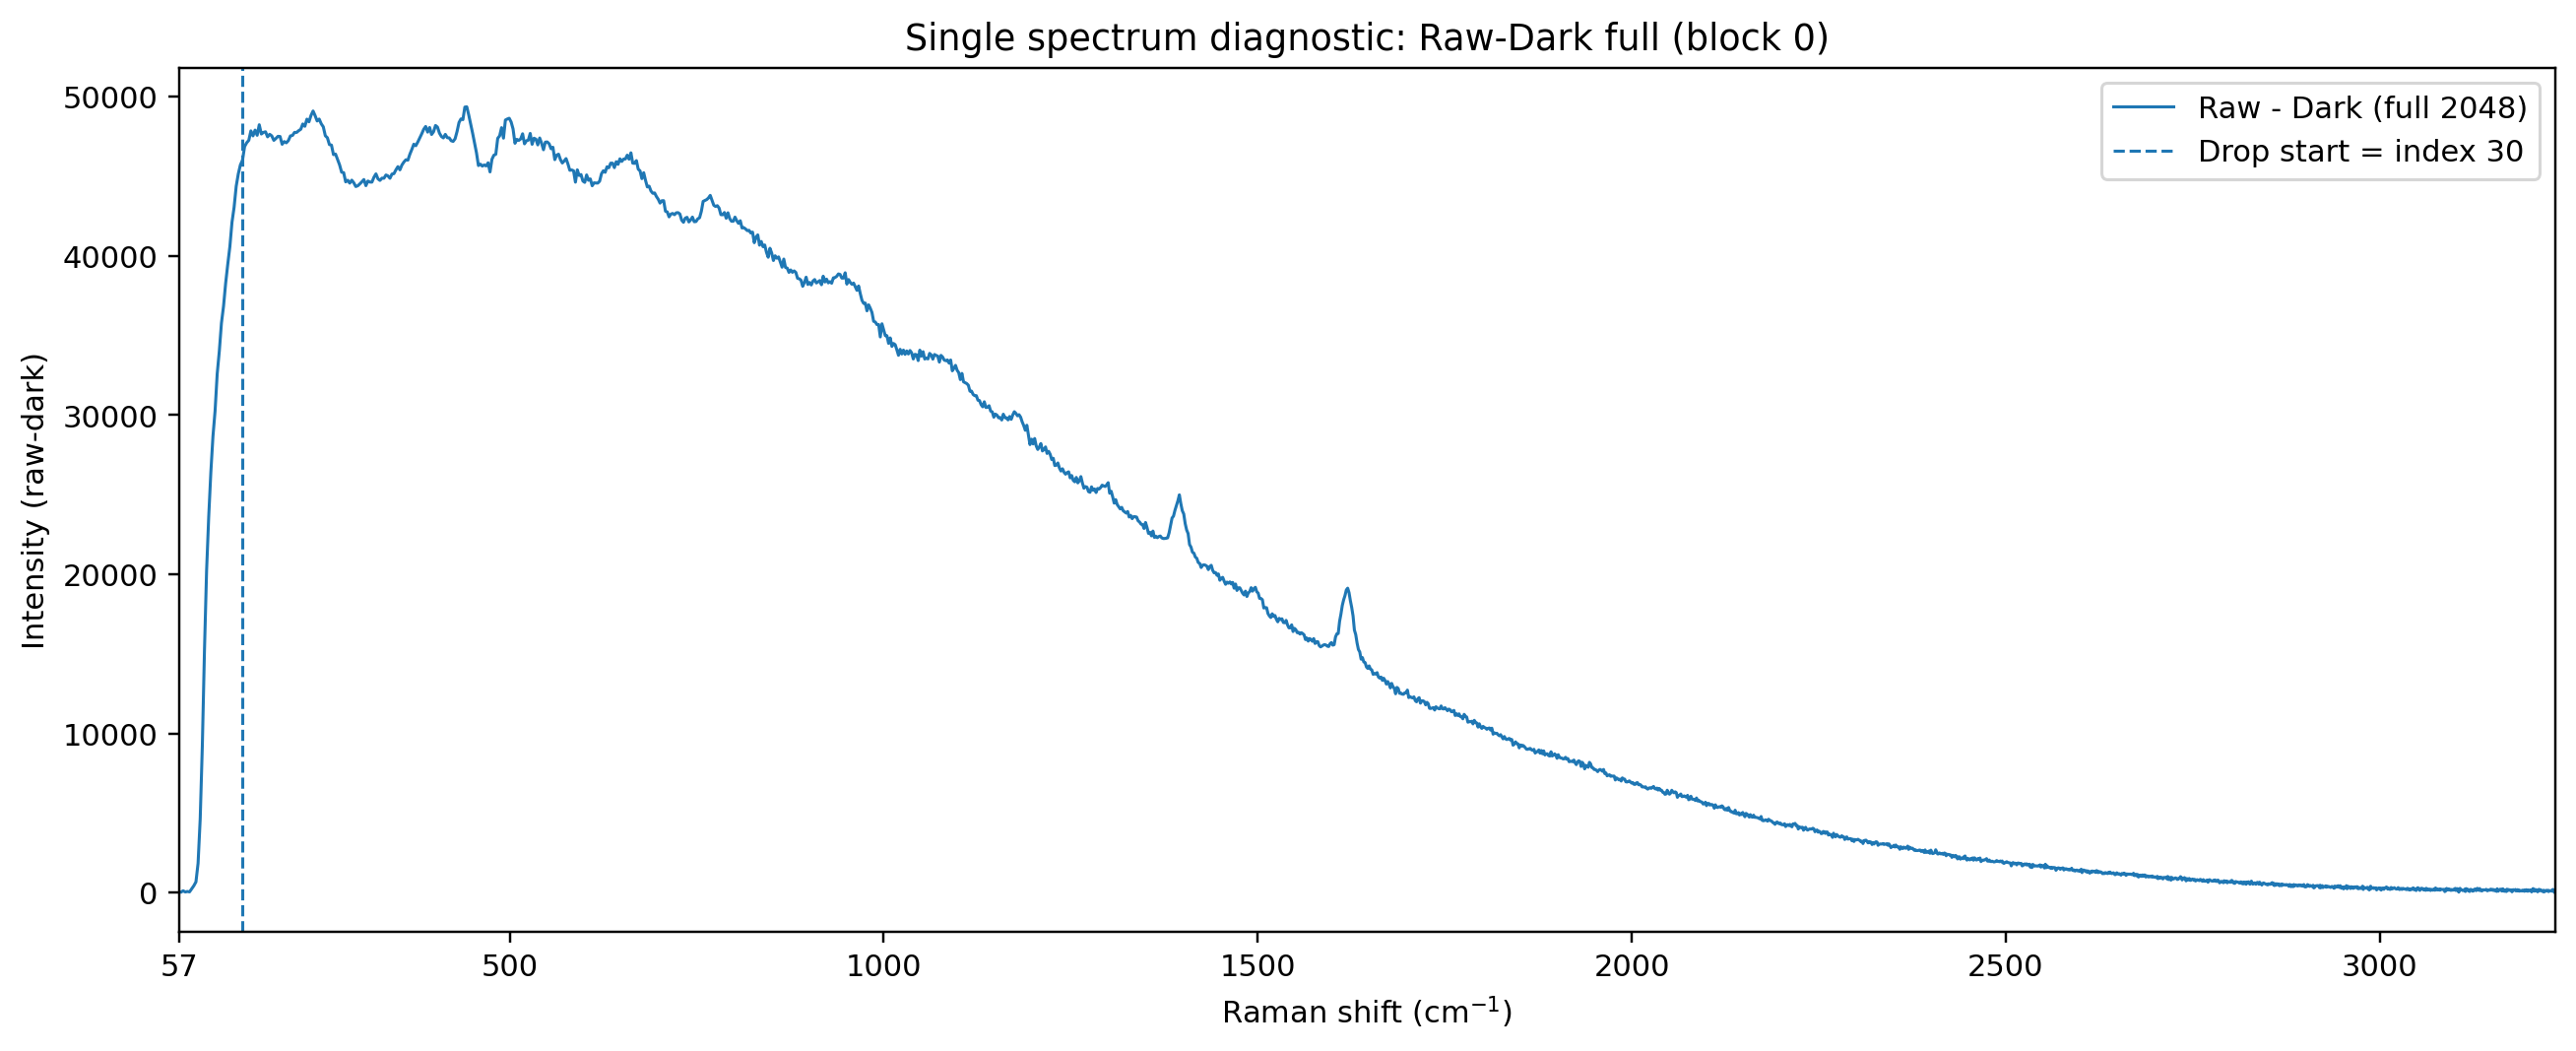 Single spectrum diagnostic: Raw-Dark full (block 0)
Raw - Dark (full 2048)
Drop start = index 30
Intensity (raw-dark)
50000
40000
30000
20000
10000
0
57 500 1000 1500 2000 2500 3000
Raman shift (cm⁻¹)